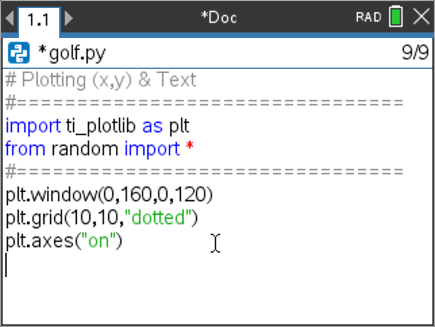 1.1 *Doc RAD
*golf.py 9/9
# Plotting (x,y) & Text
#================================
import ti_plotlib as plt
from random import *
#================================
plt.window(0,160,0,120)
plt.grid(10,10,"dotted")
plt.axes("on")